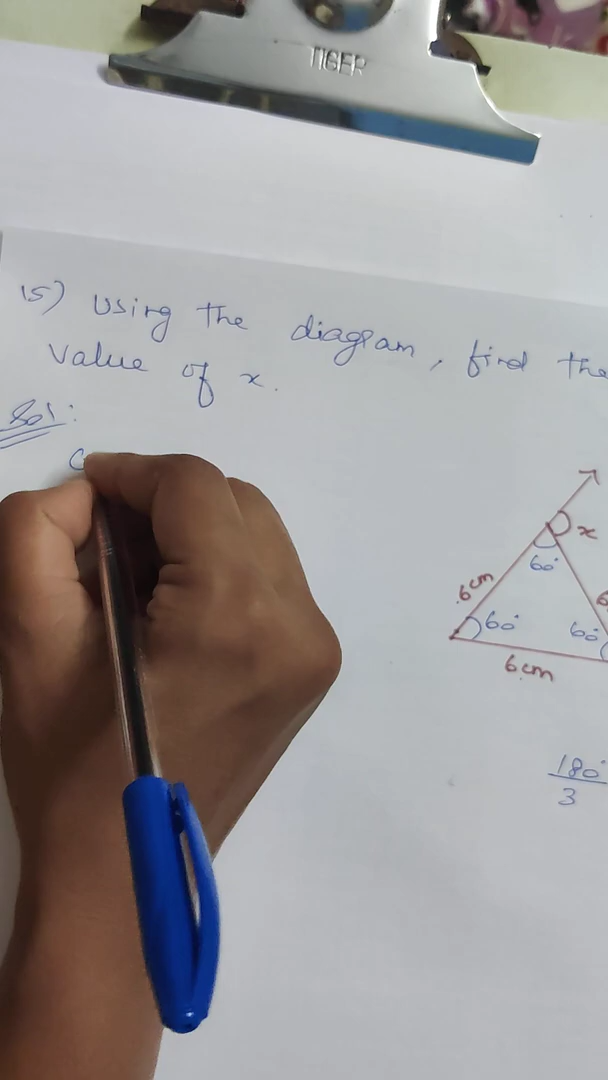 TIGER
15) Using the diagram, find the
value of x.
Sol:
x
60°
6cm
60°
60°
6cm
180°
3